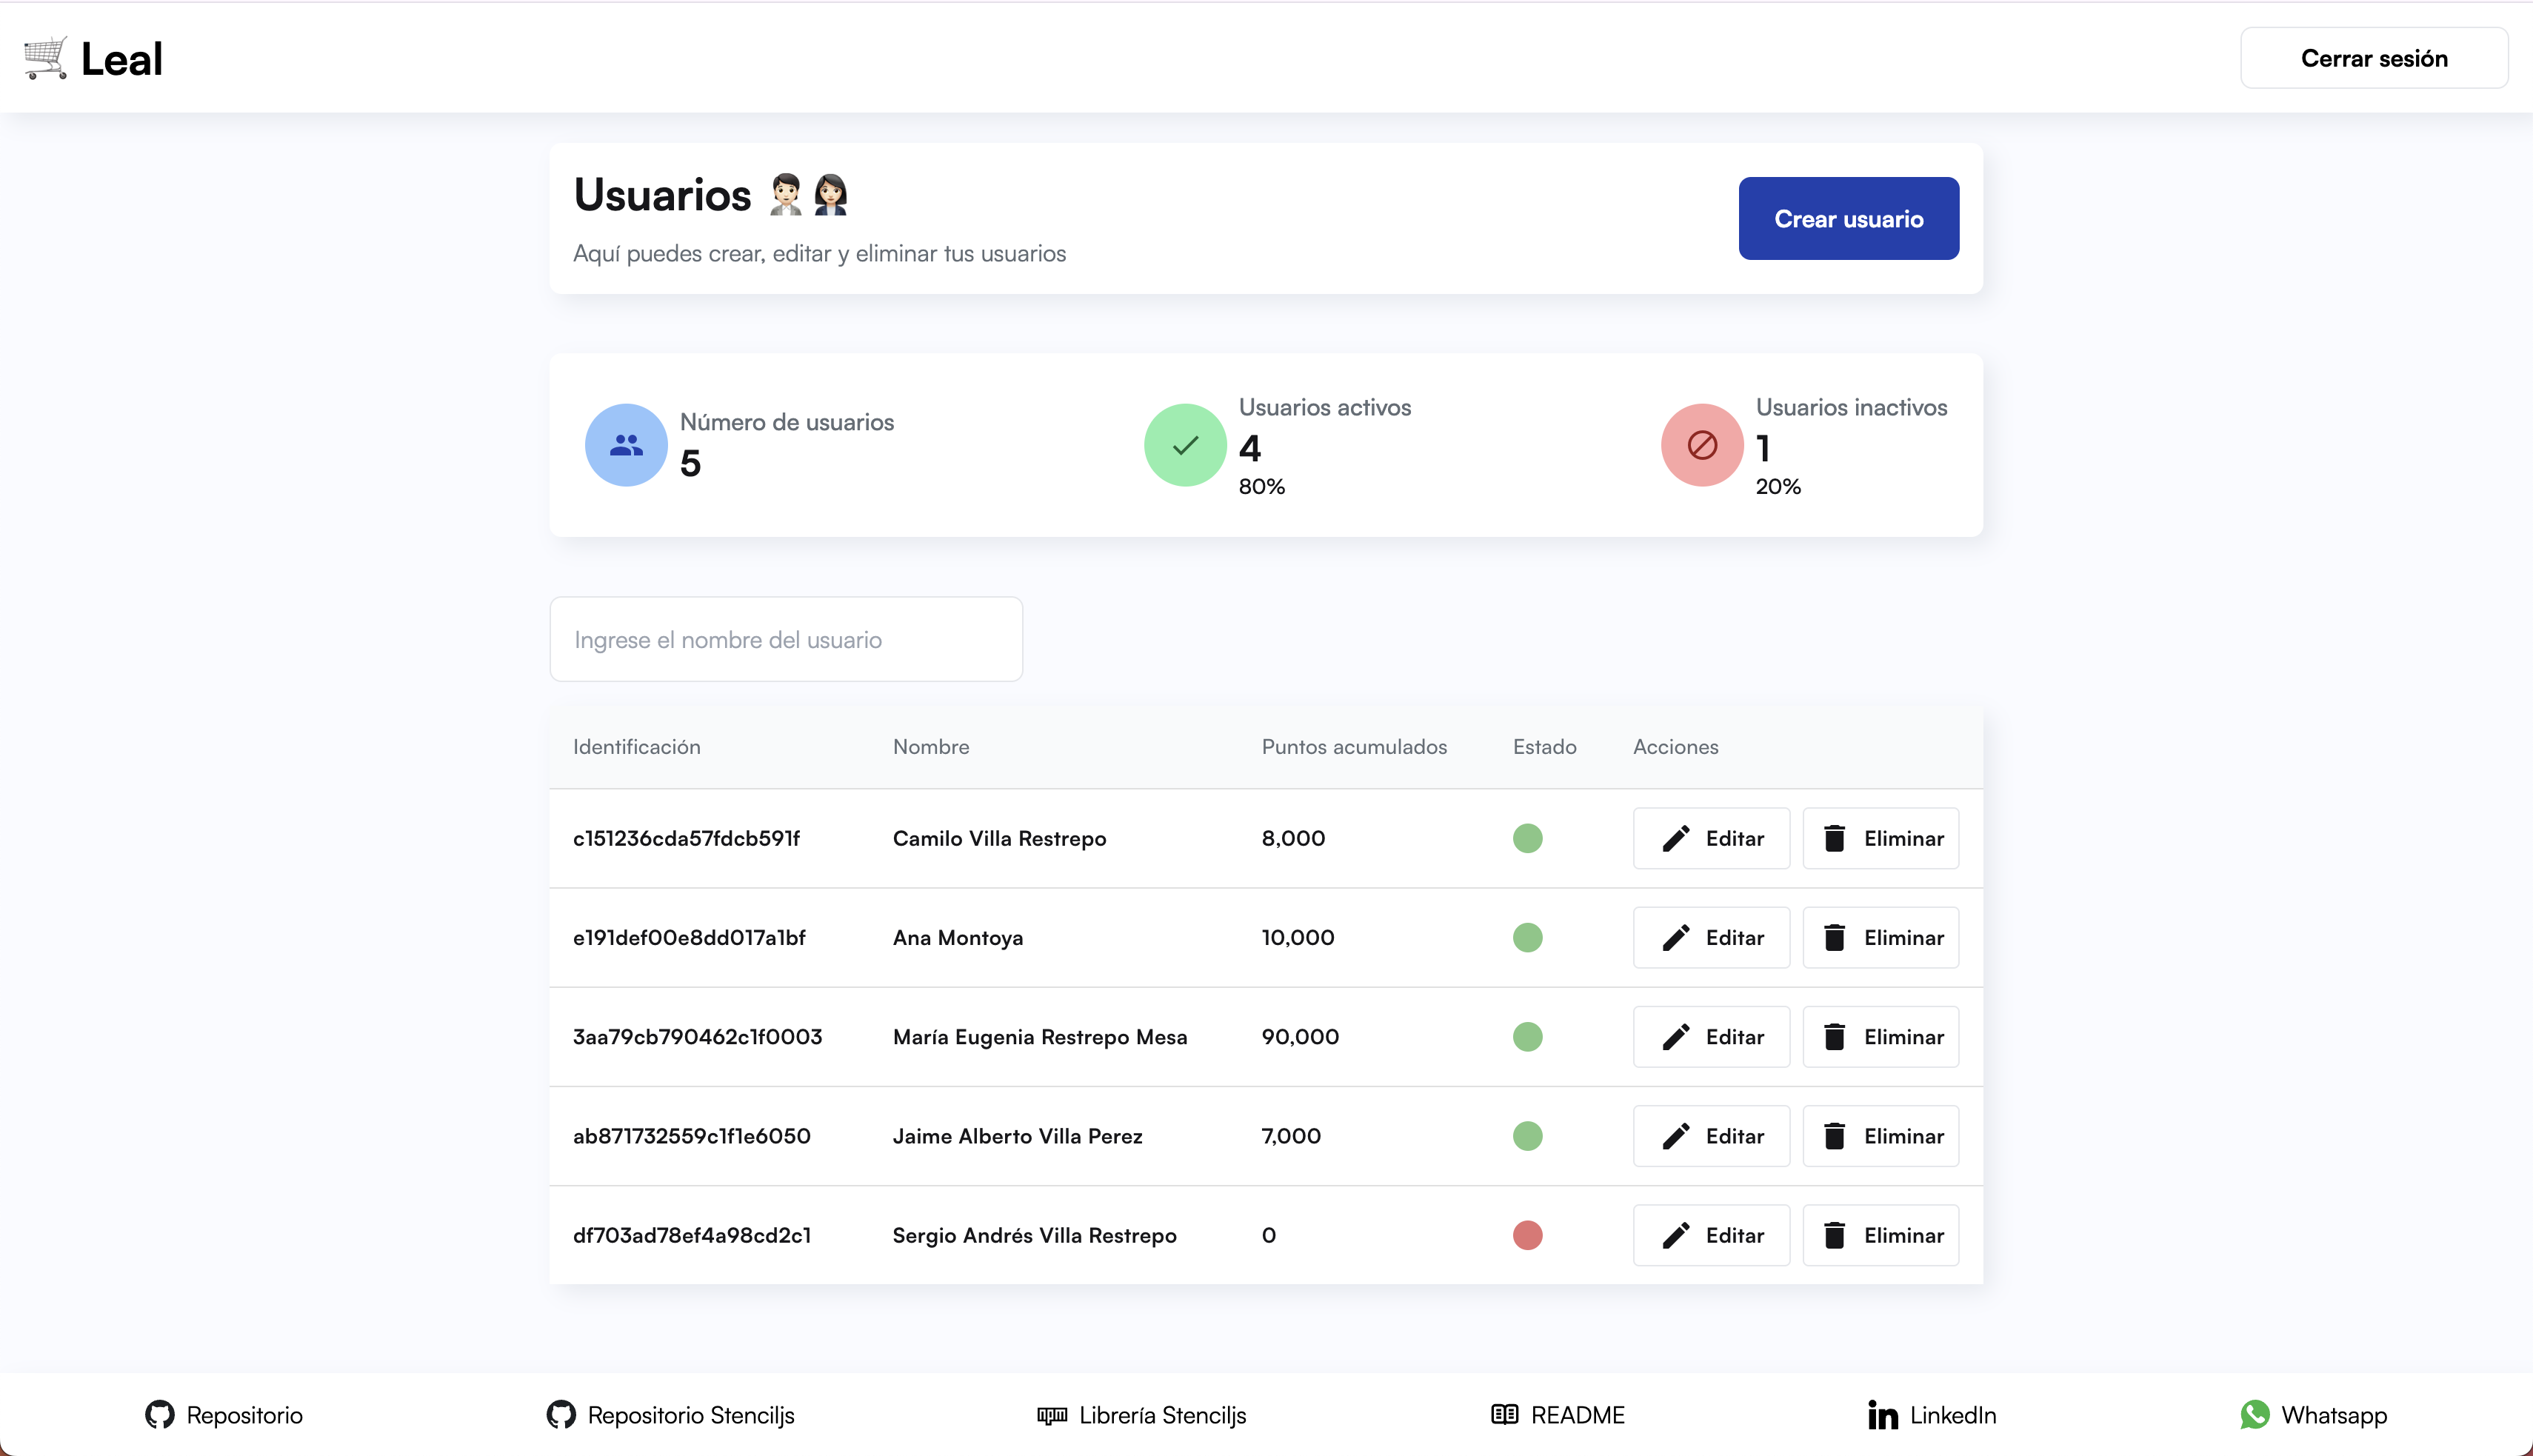 Leal
Cerrar sesión
Usuarios
Aquí puedes crear, editar y eliminar tus usuarios
Crear usuario
Número de usuarios
5
Usuarios activos
4
80%
Usuarios inactivos
1
20%
Ingrese el nombre del usuario
Identificación Nombre Puntos acumulados Estado Acciones
c151236cda57fdcb591f Camilo Villa Restrepo 8,000 Editar Eliminar
e191def00e8dd017a1bf Ana Montoya 10,000 Editar Eliminar
3aa79cb790462c1f0003 María Eugenia Restrepo Mesa 90,000 Editar Eliminar
ab871732559c1f1e6050 Jaime Alberto Villa Perez 7,000 Editar Eliminar
df703ad78ef4a98cd2c1 Sergio Andrés Villa Restrepo 0 Editar Eliminar
Repositorio Repositorio Stenciljs Librería Stenciljs README LinkedIn Whatsapp